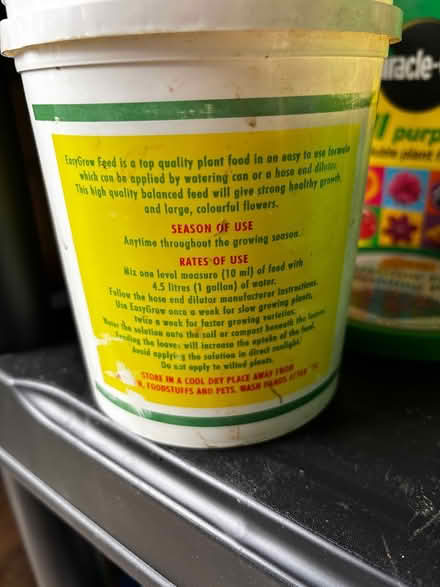 EasyGrow Feed is a top quality plant food in an easy to use formula
which can be applied by watering can or a hose end dilutor.
This high quality balanced feed will give strong healthy growth,
and large, colourful flowers.
SEASON OF USE
Anytime throughout the growing season.
RATES OF USE
Mix one level measure (10 ml) of feed with
4.5 litres (1 gallon) of water.
Follow the hose end dilutor manufacturer instructions.
Use EasyGrow once a week for slow growing plants,
twice a week for faster growing varieties.
Water the solution onto the soil or compost beneath the leaves.
feeding the leaves will increase the uptake of the feed.
Avoid applying the solution in direct sunlight!
Do not apply to wilted plants.
STORE IN A COOL DRY PLACE AWAY FROM
FOODSTUFFS AND PETS. WASH HANDS AFTER
racle-
purp
plant